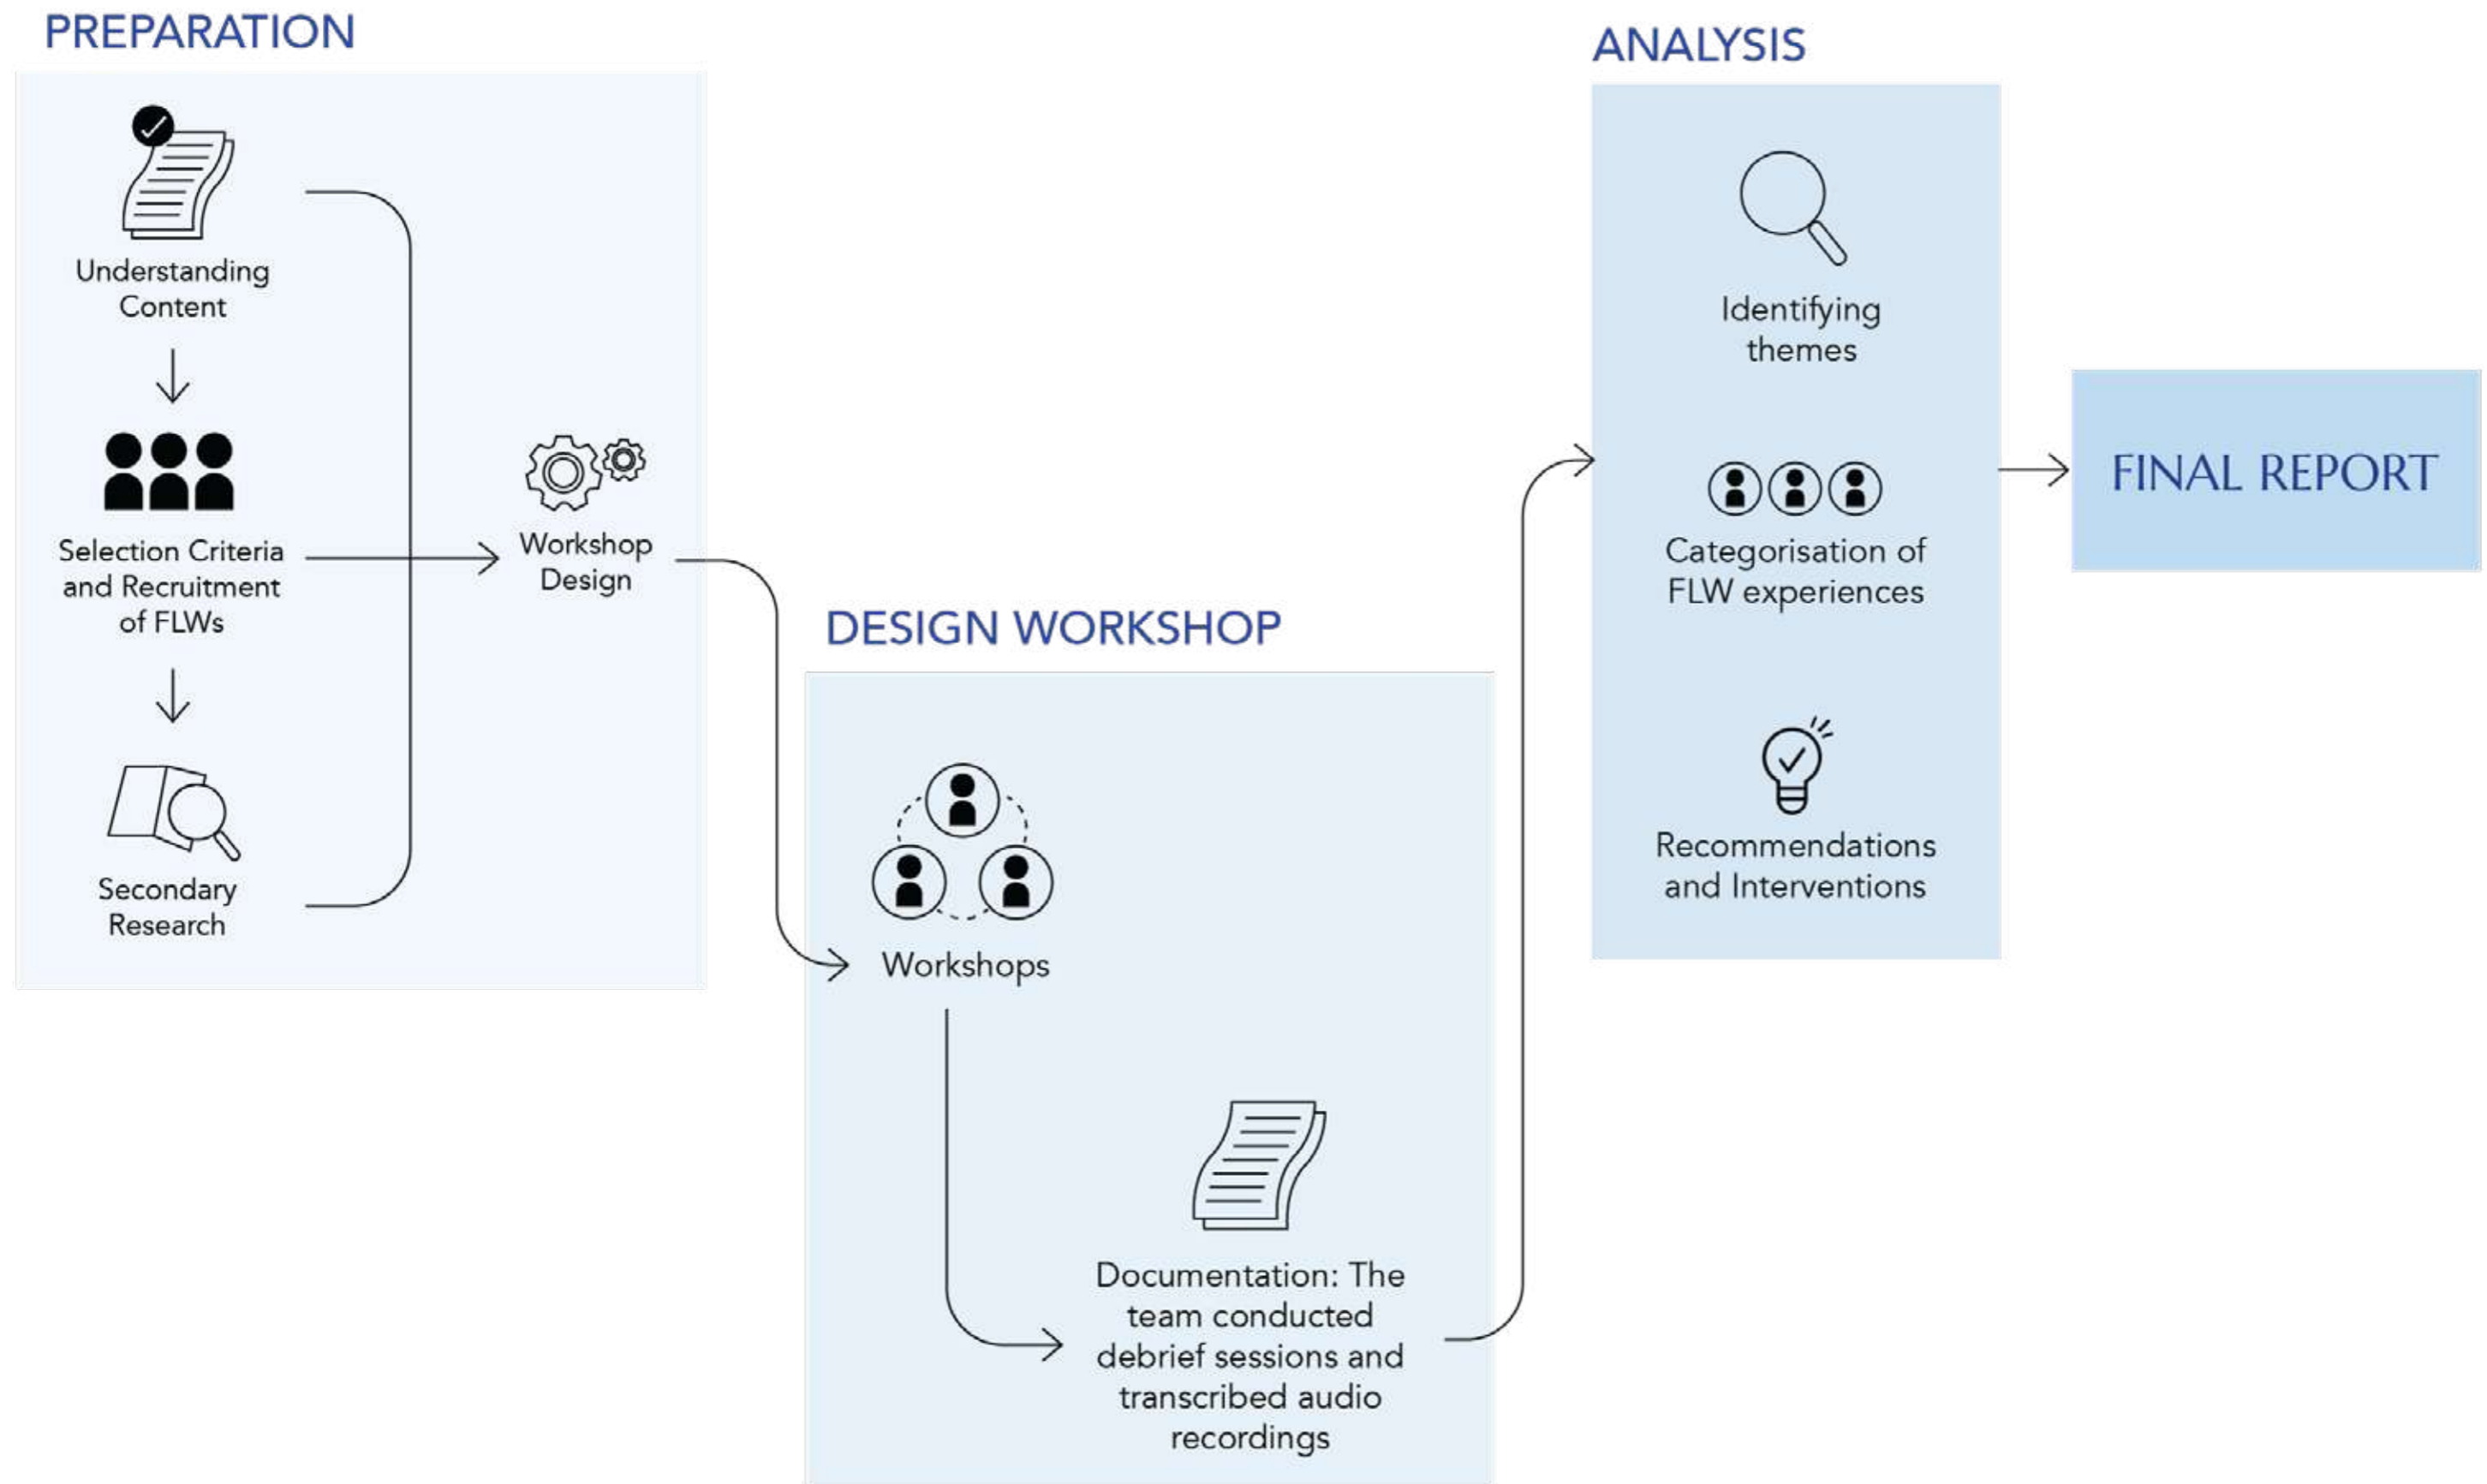 PREPARATION
Understanding
Content
Selection Criteria
and Recruitment
of FLWs
Secondary
Research
Workshop
Design
DESIGN WORKSHOP
Workshops
Documentation: The
team conducted
debrief sessions and
transcribed audio
recordings
ANALYSIS
Identifying
themes
Categorisation of
FLW experiences
Recommendations
and Interventions
FINAL REPORT